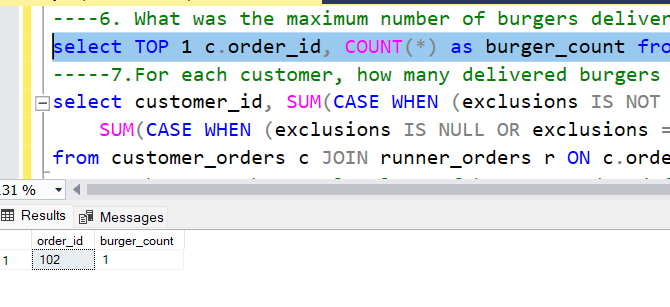 ----6. What was the maximum number of burgers deliver
select TOP 1 c.order_id, COUNT(*) as burger_count fro
-----7.For each customer, how many delivered burgers
select customer_id, SUM(CASE WHEN (exclusions IS NOT
SUM(CASE WHEN (exclusions IS NULL OR exclusions =
from customer_orders c JOIN runner_orders r ON c.orde
31 %
Results Messages
order_id burger_count
1 102 1